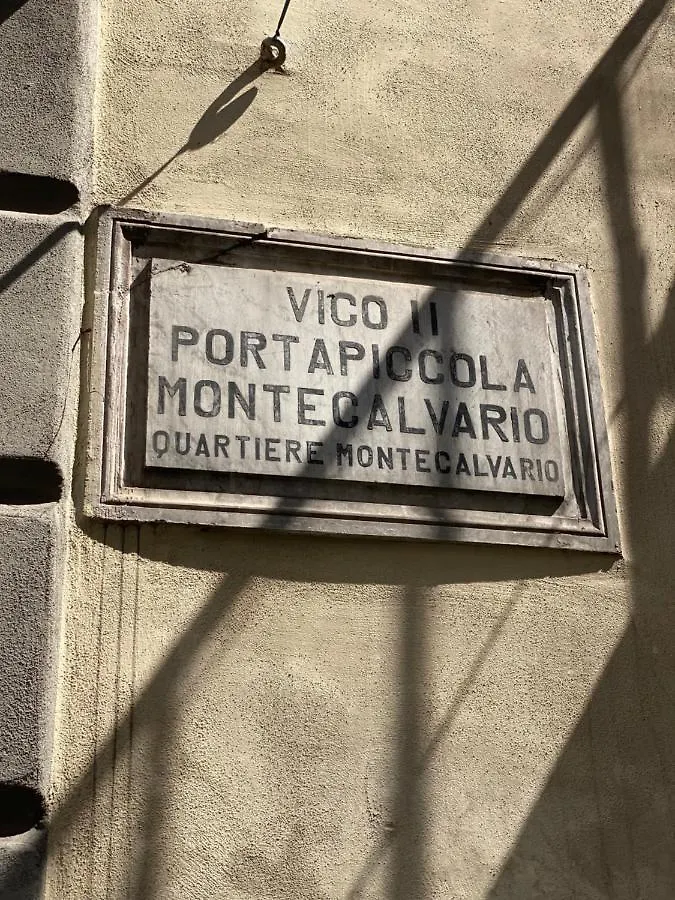 VICO II
PORTAPICCOLA
MONTECALVARIO
QUARTIERE MONTECALVARIO